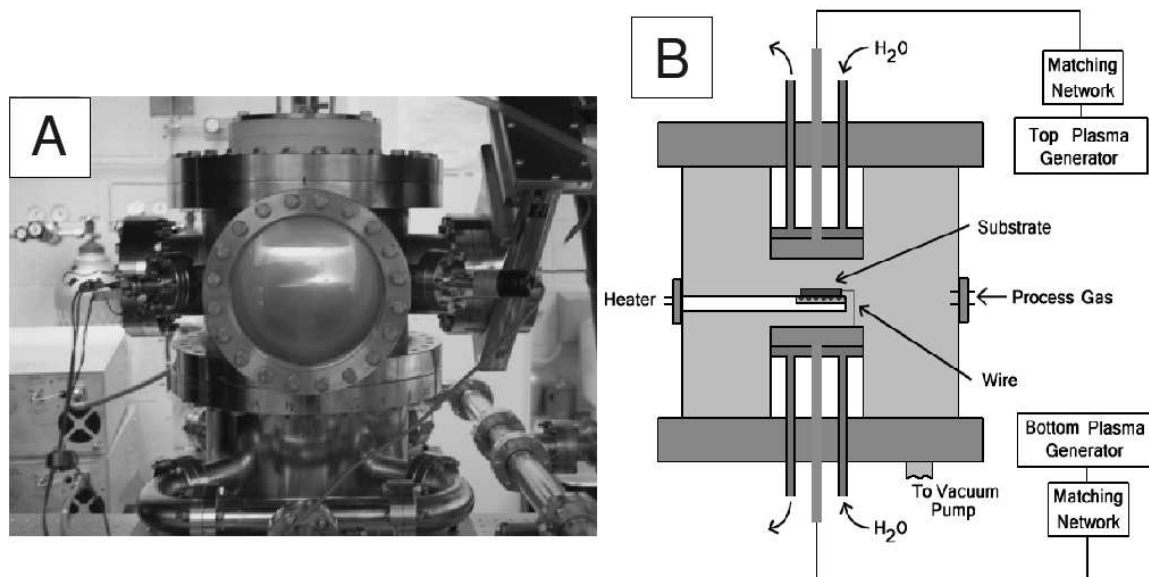 A
B
H2O
Matching
Network
Top Plasma
Generator
Substrate
Heater
Process Gas
Wire
Bottom Plasma
Generator
To Vacuum
Pump
H2O
Matching
Network